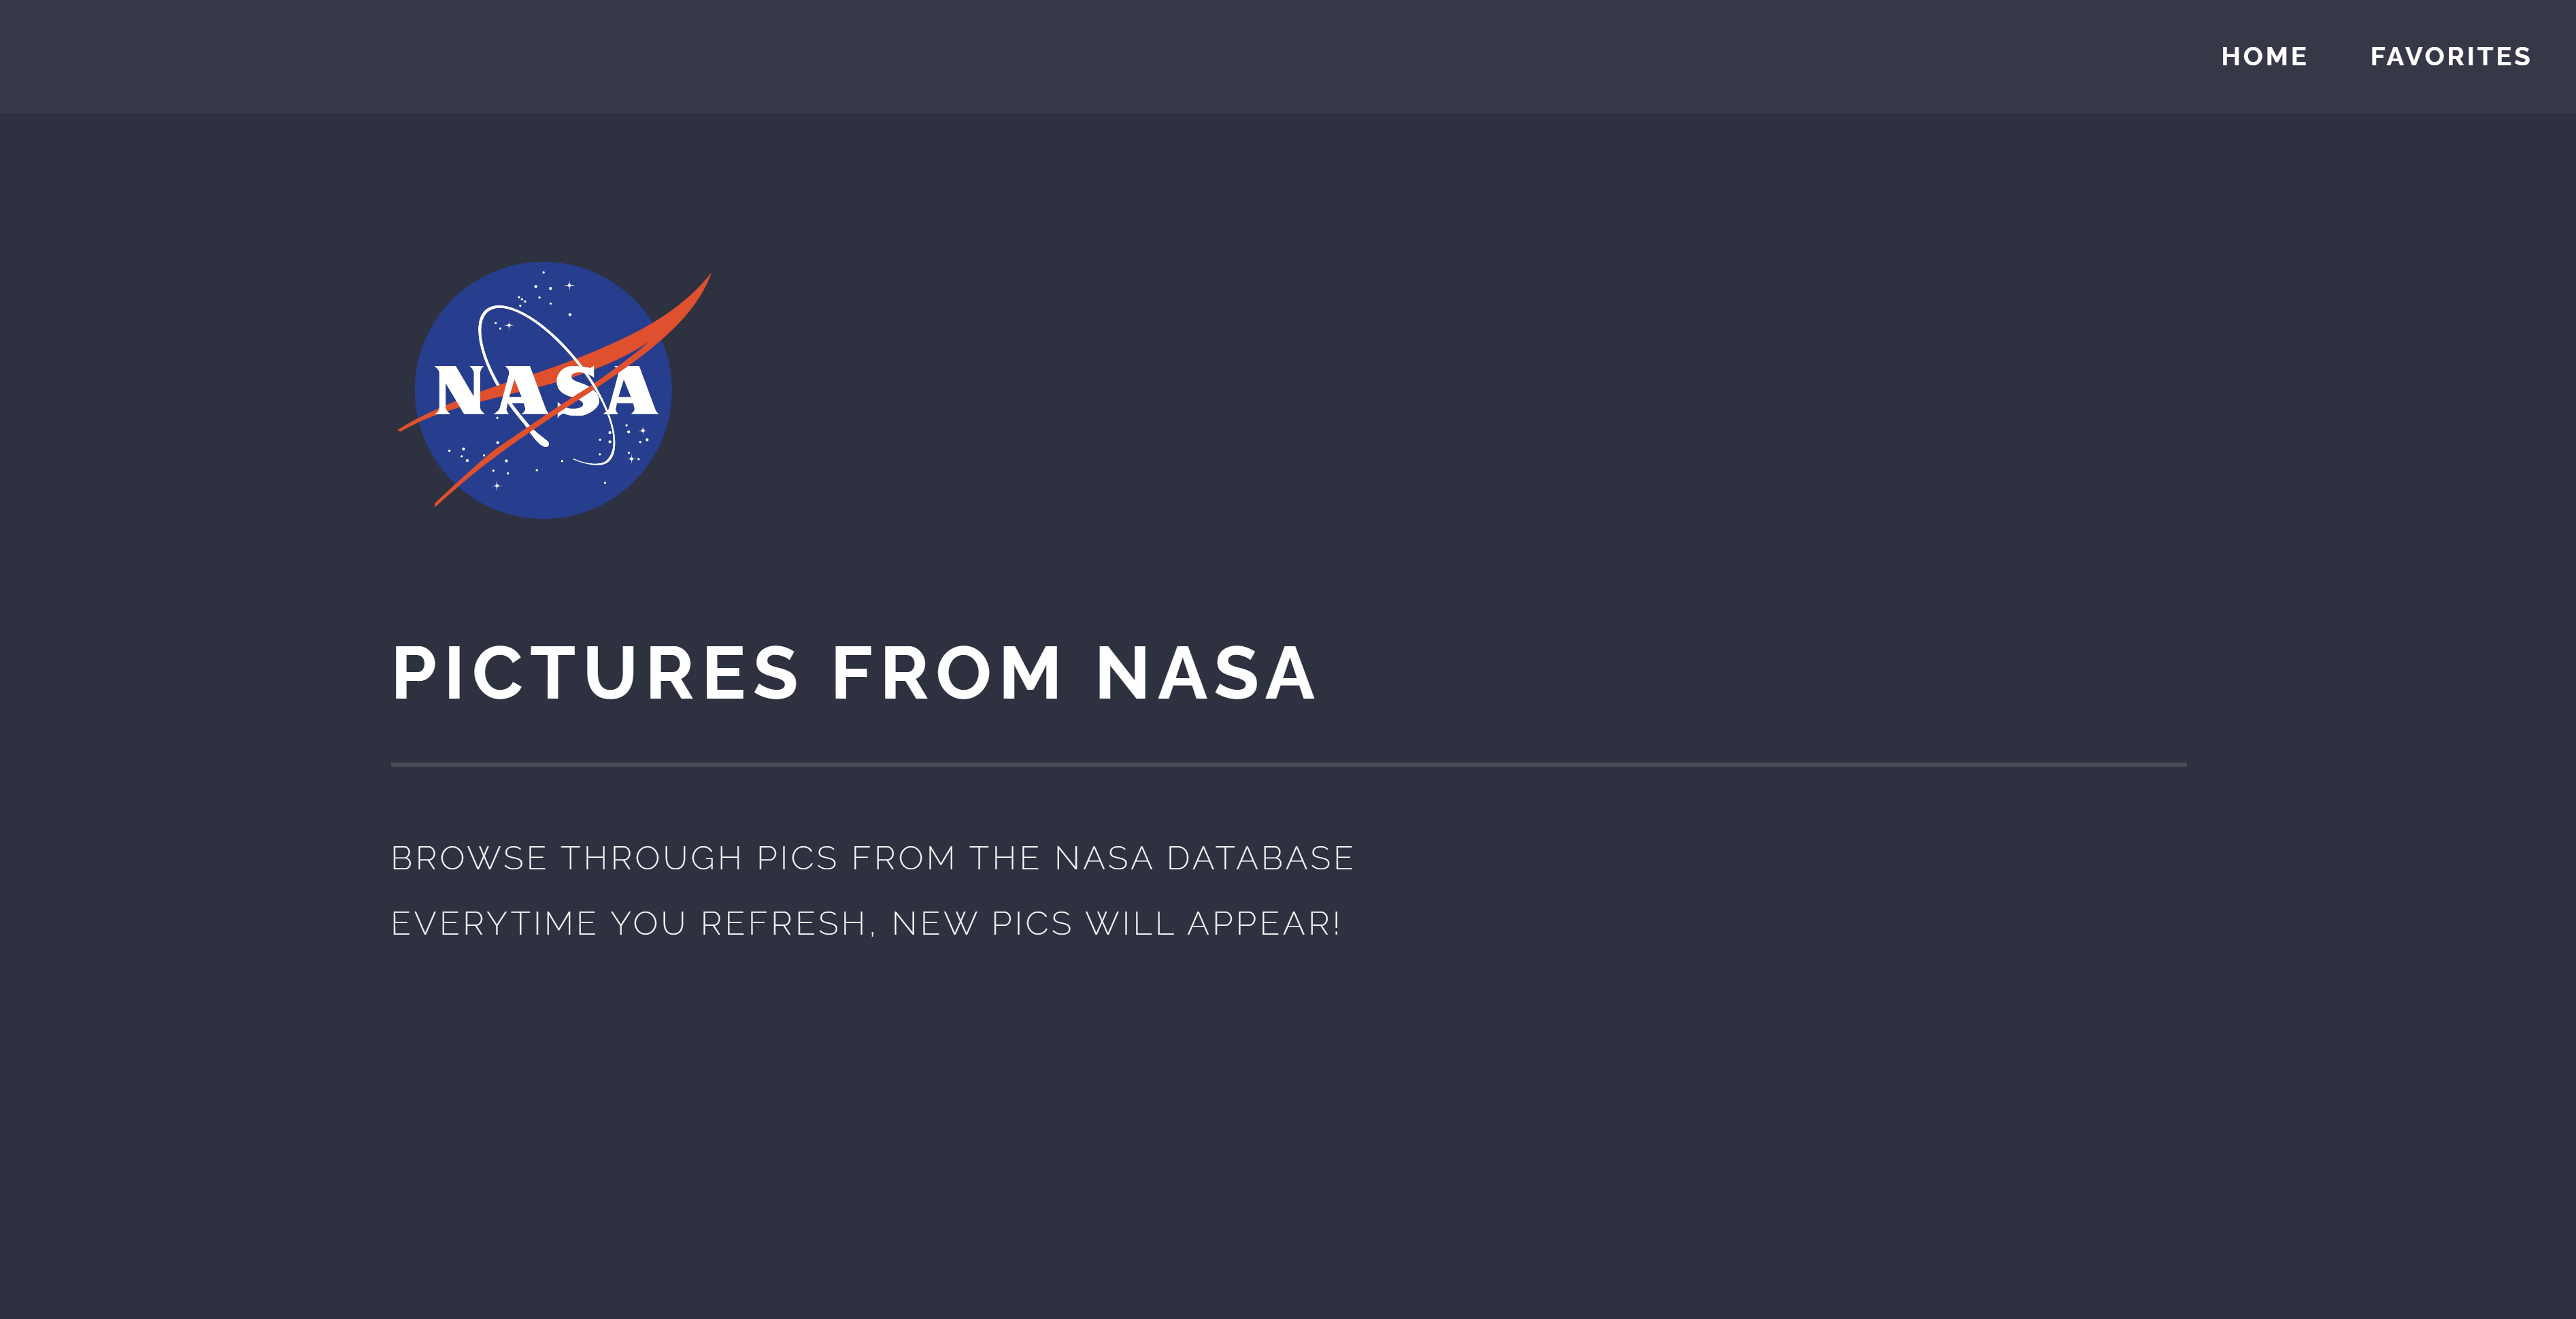 HOME FAVORITES
NASA
PICTURES FROM NASA
BROWSE THROUGH PICS FROM THE NASA DATABASE
EVERYTIME YOU REFRESH, NEW PICS WILL APPEAR!